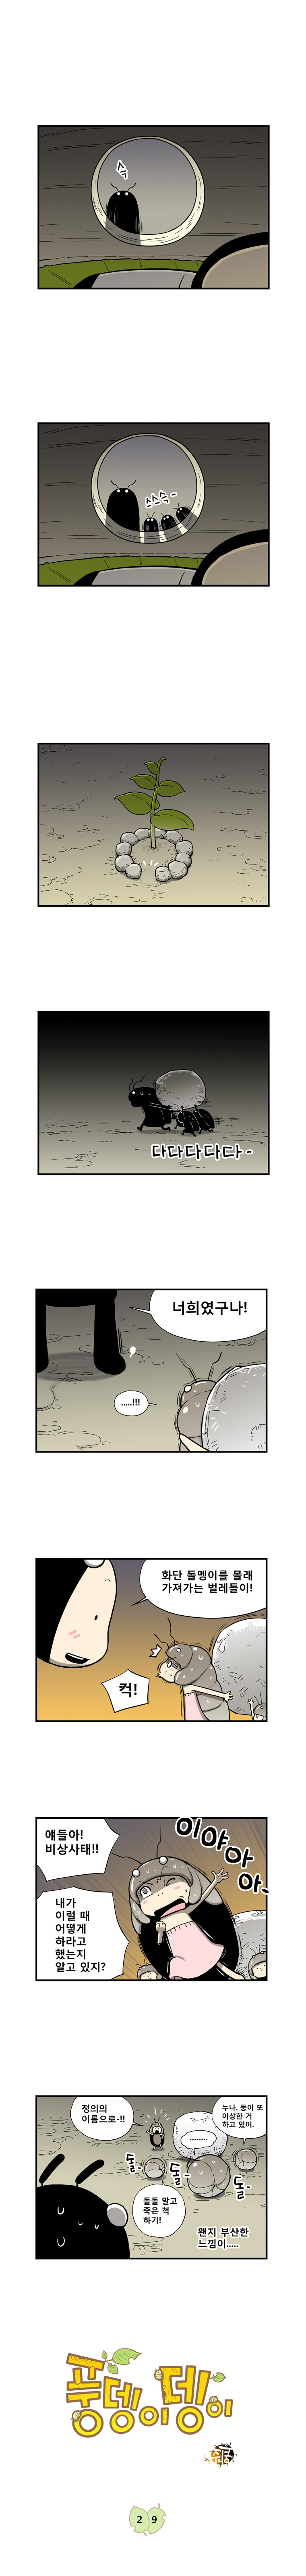 슥
스스슥-
다다다다다-
너희였구나!
.....!!!
화단 돌멩이를 몰래
가져가는 벌레들이!
컥!
이야아아.
얘들아!
비상사태!!
내가
이럴 때
어떻게
하라고
했는지
알고 있지?
정의의
이름으로-!!
누나. 둥이 또
이상한 거
하고 있어.
.........
돌-
돌-
돌-
돌돌 말고
죽은 척
하기!
왠지 부산한
느낌이.....
풍뎅이뎅이
2 9